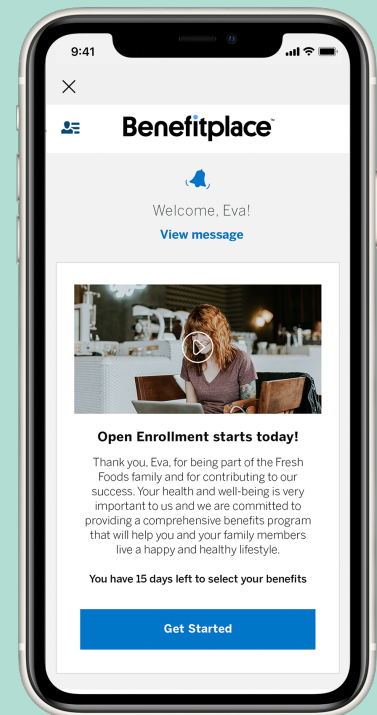 9:41
Benefitplace™
Welcome, Eva!
View message
Open Enrollment starts today!
Thank you, Eva, for being part of the Fresh
Foods family and for contributing to our
success. Your health and well-being is very
important to us and we are committed to
providing a comprehensive benefits program
that will help you and your family members
live a happy and healthy lifestyle.
You have 15 days left to select your benefits
Get Started